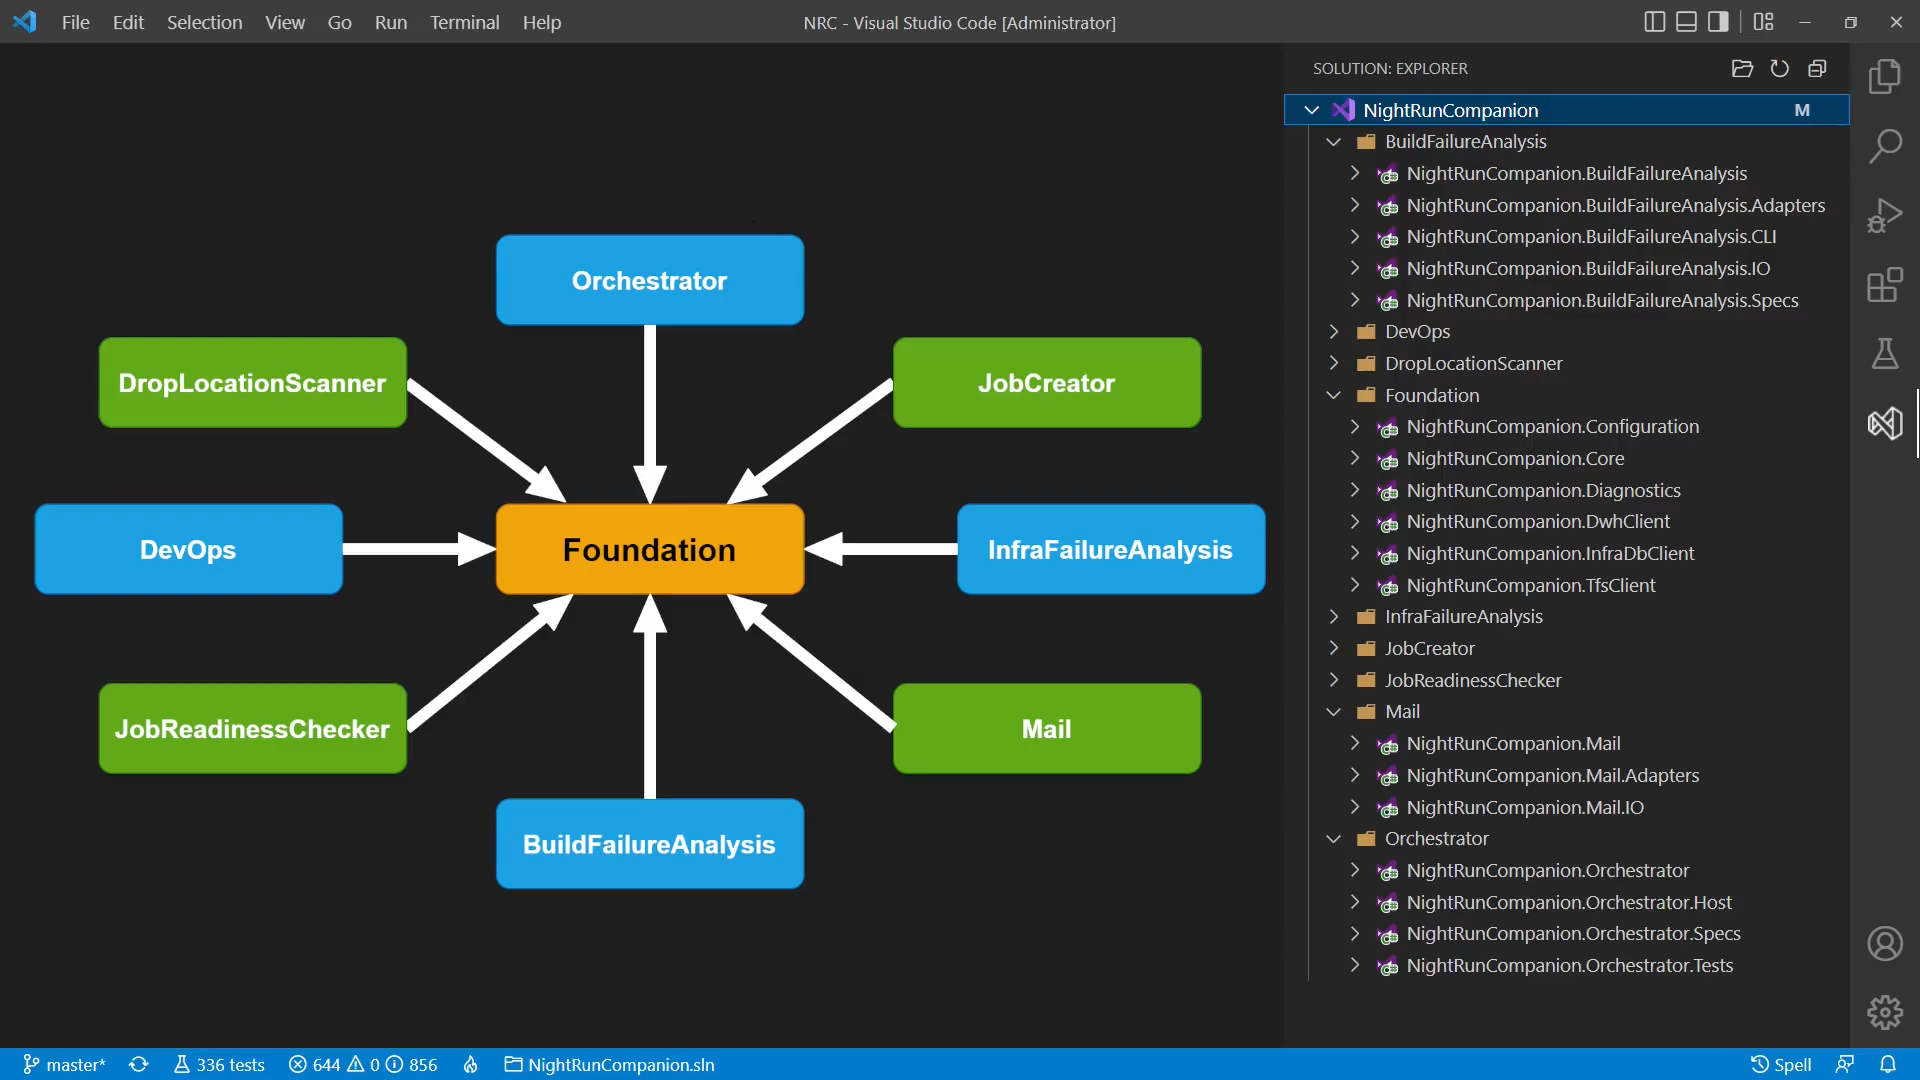 File Edit Selection View Go Run Terminal Help
NRC - Visual Studio Code [Administrator]
Orchestrator
DropLocationScanner
JobCreator
DevOps
Foundation
InfraFailureAnalysis
JobReadinessChecker
Mail
BuildFailureAnalysis
SOLUTION: EXPLORER
NightRunCompanion M
BuildFailureAnalysis
NightRunCompanion.BuildFailureAnalysis
NightRunCompanion.BuildFailureAnalysis.Adapters
NightRunCompanion.BuildFailureAnalysis.CLI
NightRunCompanion.BuildFailureAnalysis.IO
NightRunCompanion.BuildFailureAnalysis.Specs
DevOps
DropLocationScanner
Foundation
NightRunCompanion.Configuration
NightRunCompanion.Core
NightRunCompanion.Diagnostics
NightRunCompanion.DwhClient
NightRunCompanion.InfraDbClient
NightRunCompanion.TfsClient
InfraFailureAnalysis
JobCreator
JobReadinessChecker
Mail
NightRunCompanion.Mail
NightRunCompanion.Mail.Adapters
NightRunCompanion.Mail.IO
Orchestrator
NightRunCompanion.Orchestrator
NightRunCompanion.Orchestrator.Host
NightRunCompanion.Orchestrator.Specs
NightRunCompanion.Orchestrator.Tests
master* 336 tests 644 0 856 NightRunCompanion.sln Spell